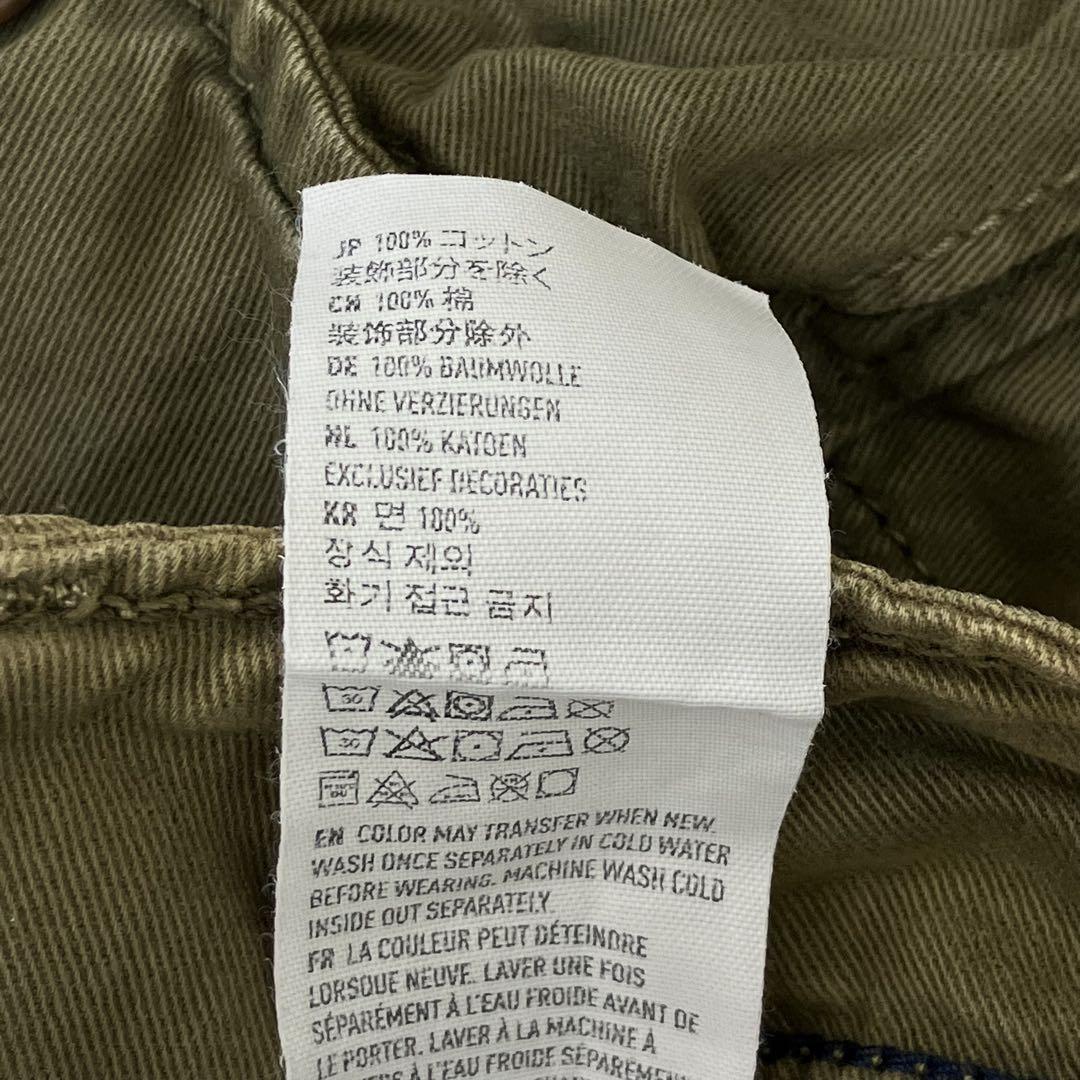 JP 100% コットン
装飾部分を除く
CN 100% 棉
装饰部分除外
DE 100% BAUMWOLLE
OHNE VERZIERUNGEN
NL 100% KATOEN
EXCLUSIEF DECORATIES
KR 면 100%
장식 제외
화기 접근 금지
30
30
EN COLOR MAY TRANSFER WHEN NEW.
WASH ONCE SEPARATELY IN COLD WATER
BEFORE WEARING. MACHINE WASH COLD
INSIDE OUT SEPARATELY.
FR LA COULEUR PEUT DÉTEINDRE
LORSQUE NEUVE. LAVER UNE FOIS
SÉPARÉMENT À L'EAU FROIDE AVANT DE
LE PORTER. LAVER À LA MACHINE À
À L'EAU FROIDE